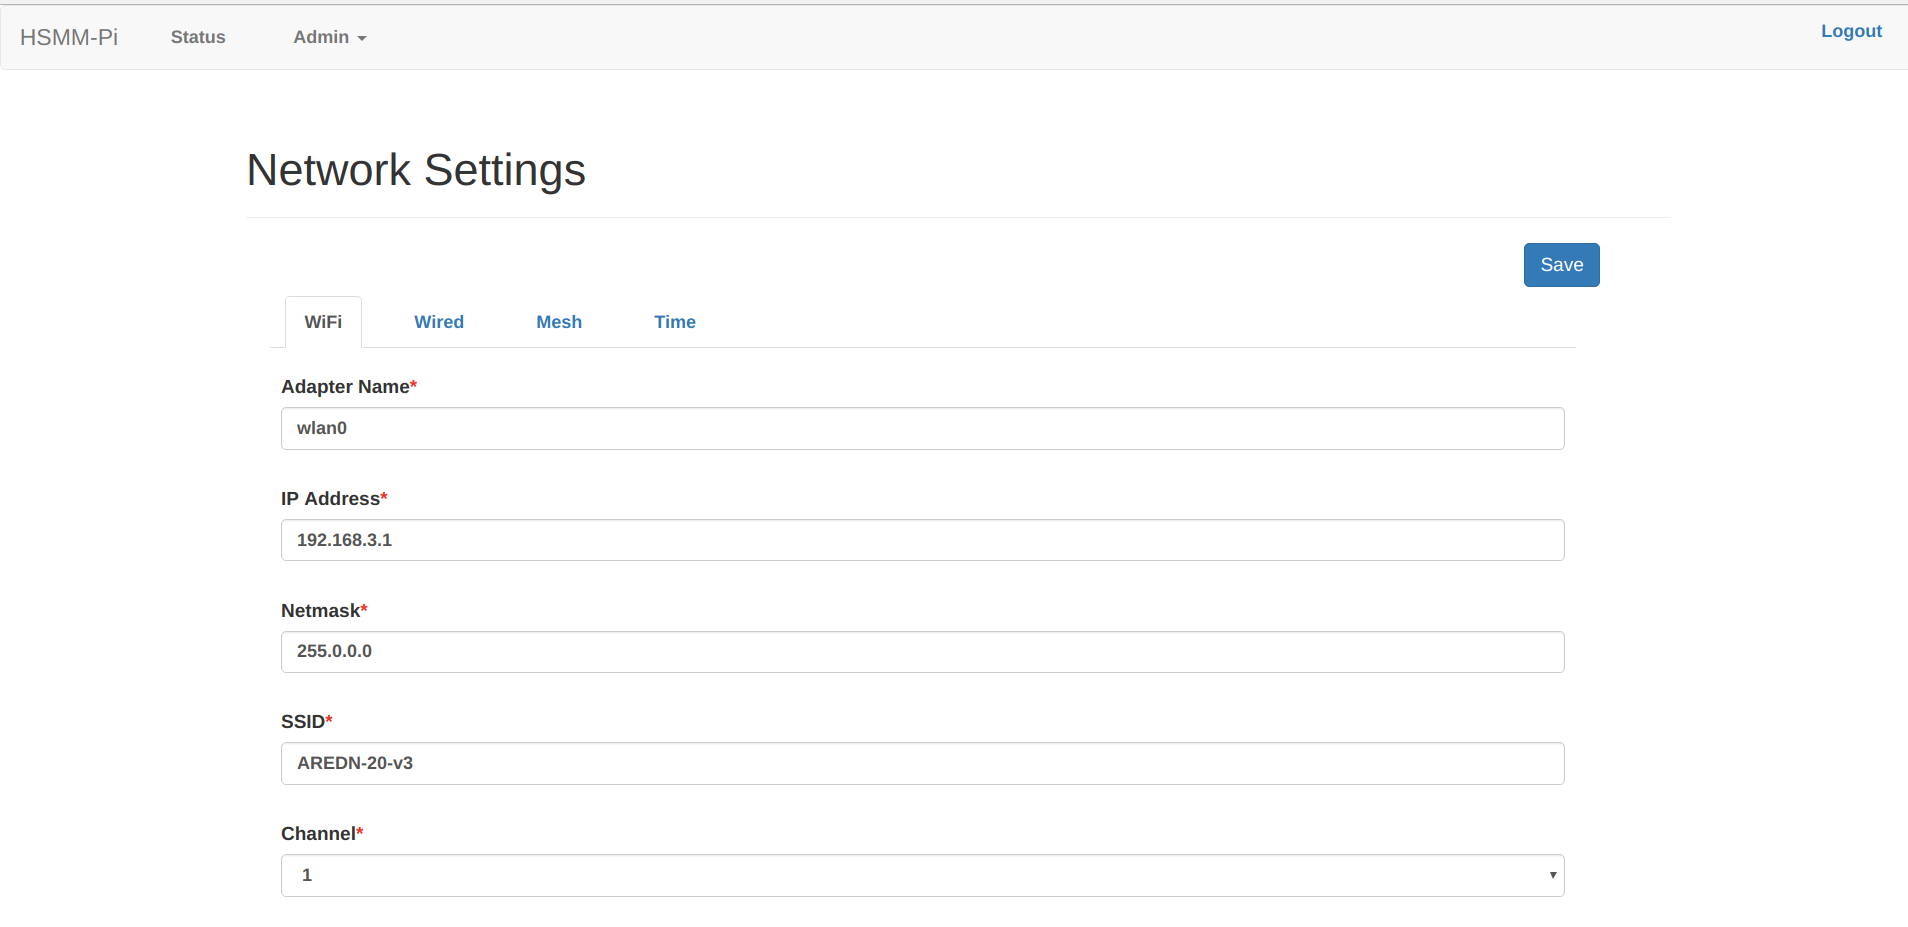 HSMM-Pi Status Admin Logout
Network Settings
Save
WiFi Wired Mesh Time
Adapter Name*
wlan0
IP Address*
192.168.3.1
Netmask*
255.0.0.0
SSID*
AREDN-20-v3
Channel*
1